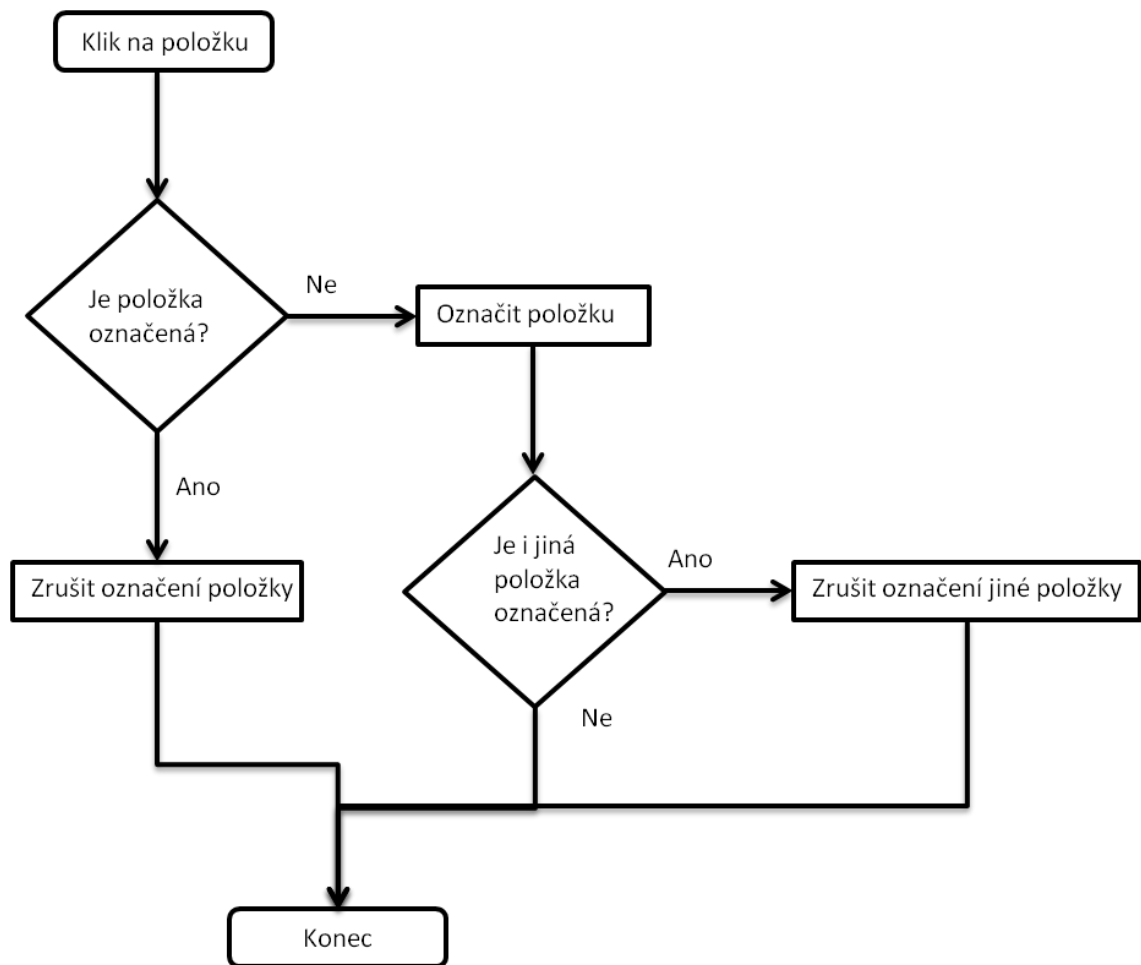 Klik na položku
Je položka
označená?
Ne
Označit položku
Ano
Zrušit označení položky
Je i jiná
položka
označená?
Ano
Zrušit označení jiné položky
Ne
Konec